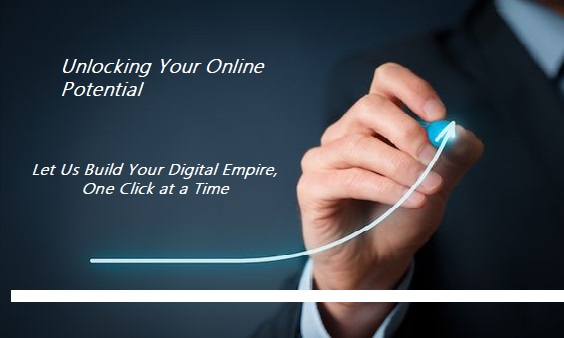 Unlocking Your Online
Potential
Let Us Build Your Digital Empire,
One Click at a Time